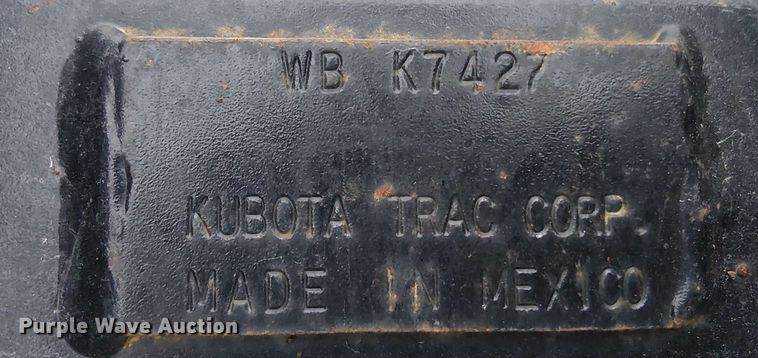 WB K7427
KUBOTA TRAC CORP.
MADE IN MEXICO
Purple Wave Auction